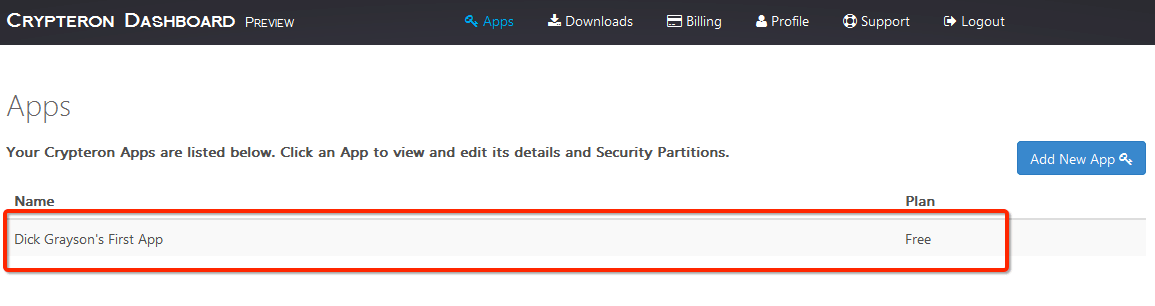 Crypteron Dashboard Preview Apps Downloads Billing Profile Support Logout
Apps
Your Crypteron Apps are listed below. Click an App to view and edit its details and Security Partitions.
Add New App
Name Plan
Dick Grayson's First App Free